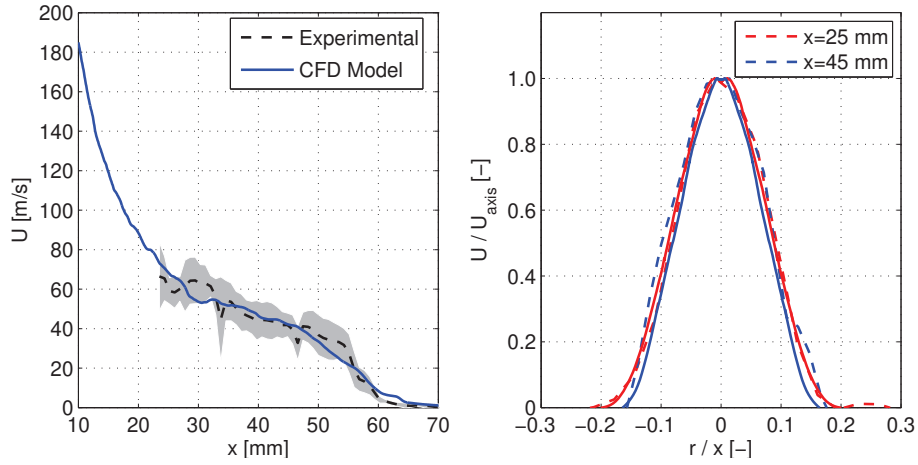 200
180
160
140
120
100
80
60
40
20
0
U [m/s]
10 20 30 40 50 60 70
x [mm]
Experimental
CFD Model
1.0
0.8
0.6
0.4
0.2
0
U / U_axis [-]
−0.3 −0.2 −0.1 0 0.1 0.2 0.3
r / x [-]
x=25 mm
x=45 mm